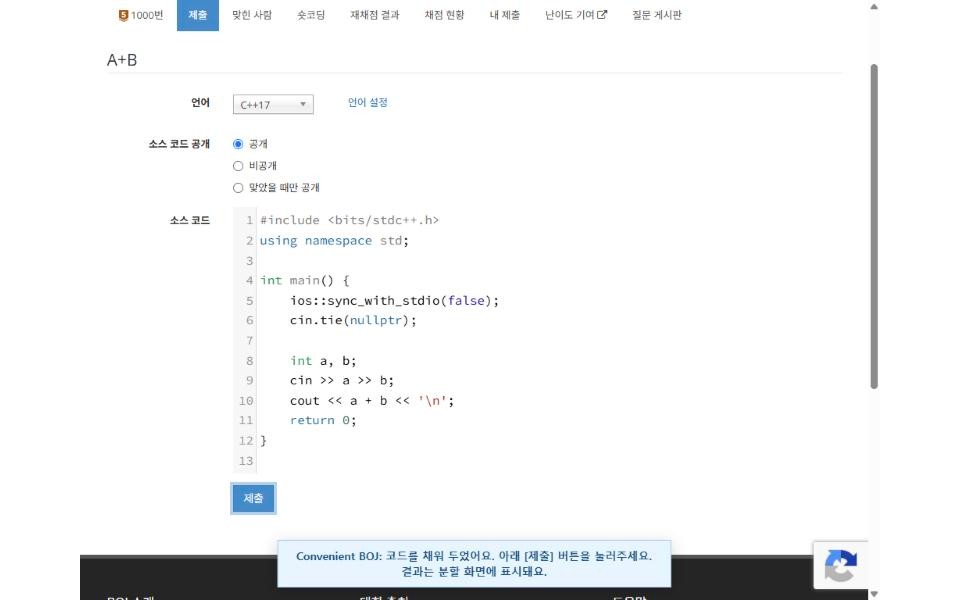 5 1000번 제출 맞힌 사람 숏코딩 재채점 결과 채점 현황 내 제출 난이도 기여 질문 게시판
A+B
언어 C++17 언어 설정
소스 코드 공개 공개
비공개
맞았을 때만 공개
소스 코드
1 #include <bits/stdc++.h>
2 using namespace std;
3
4 int main() {
5     ios::sync_with_stdio(false);
6     cin.tie(nullptr);
7
8     int a, b;
9     cin >> a >> b;
10     cout << a + b << '\n';
11     return 0;
12 }
13
제출
Convenient BOJ: 코드를 채워 두었어요. 아래 [제출] 버튼을 눌러주세요.
결과는 분할 화면에 표시돼요.